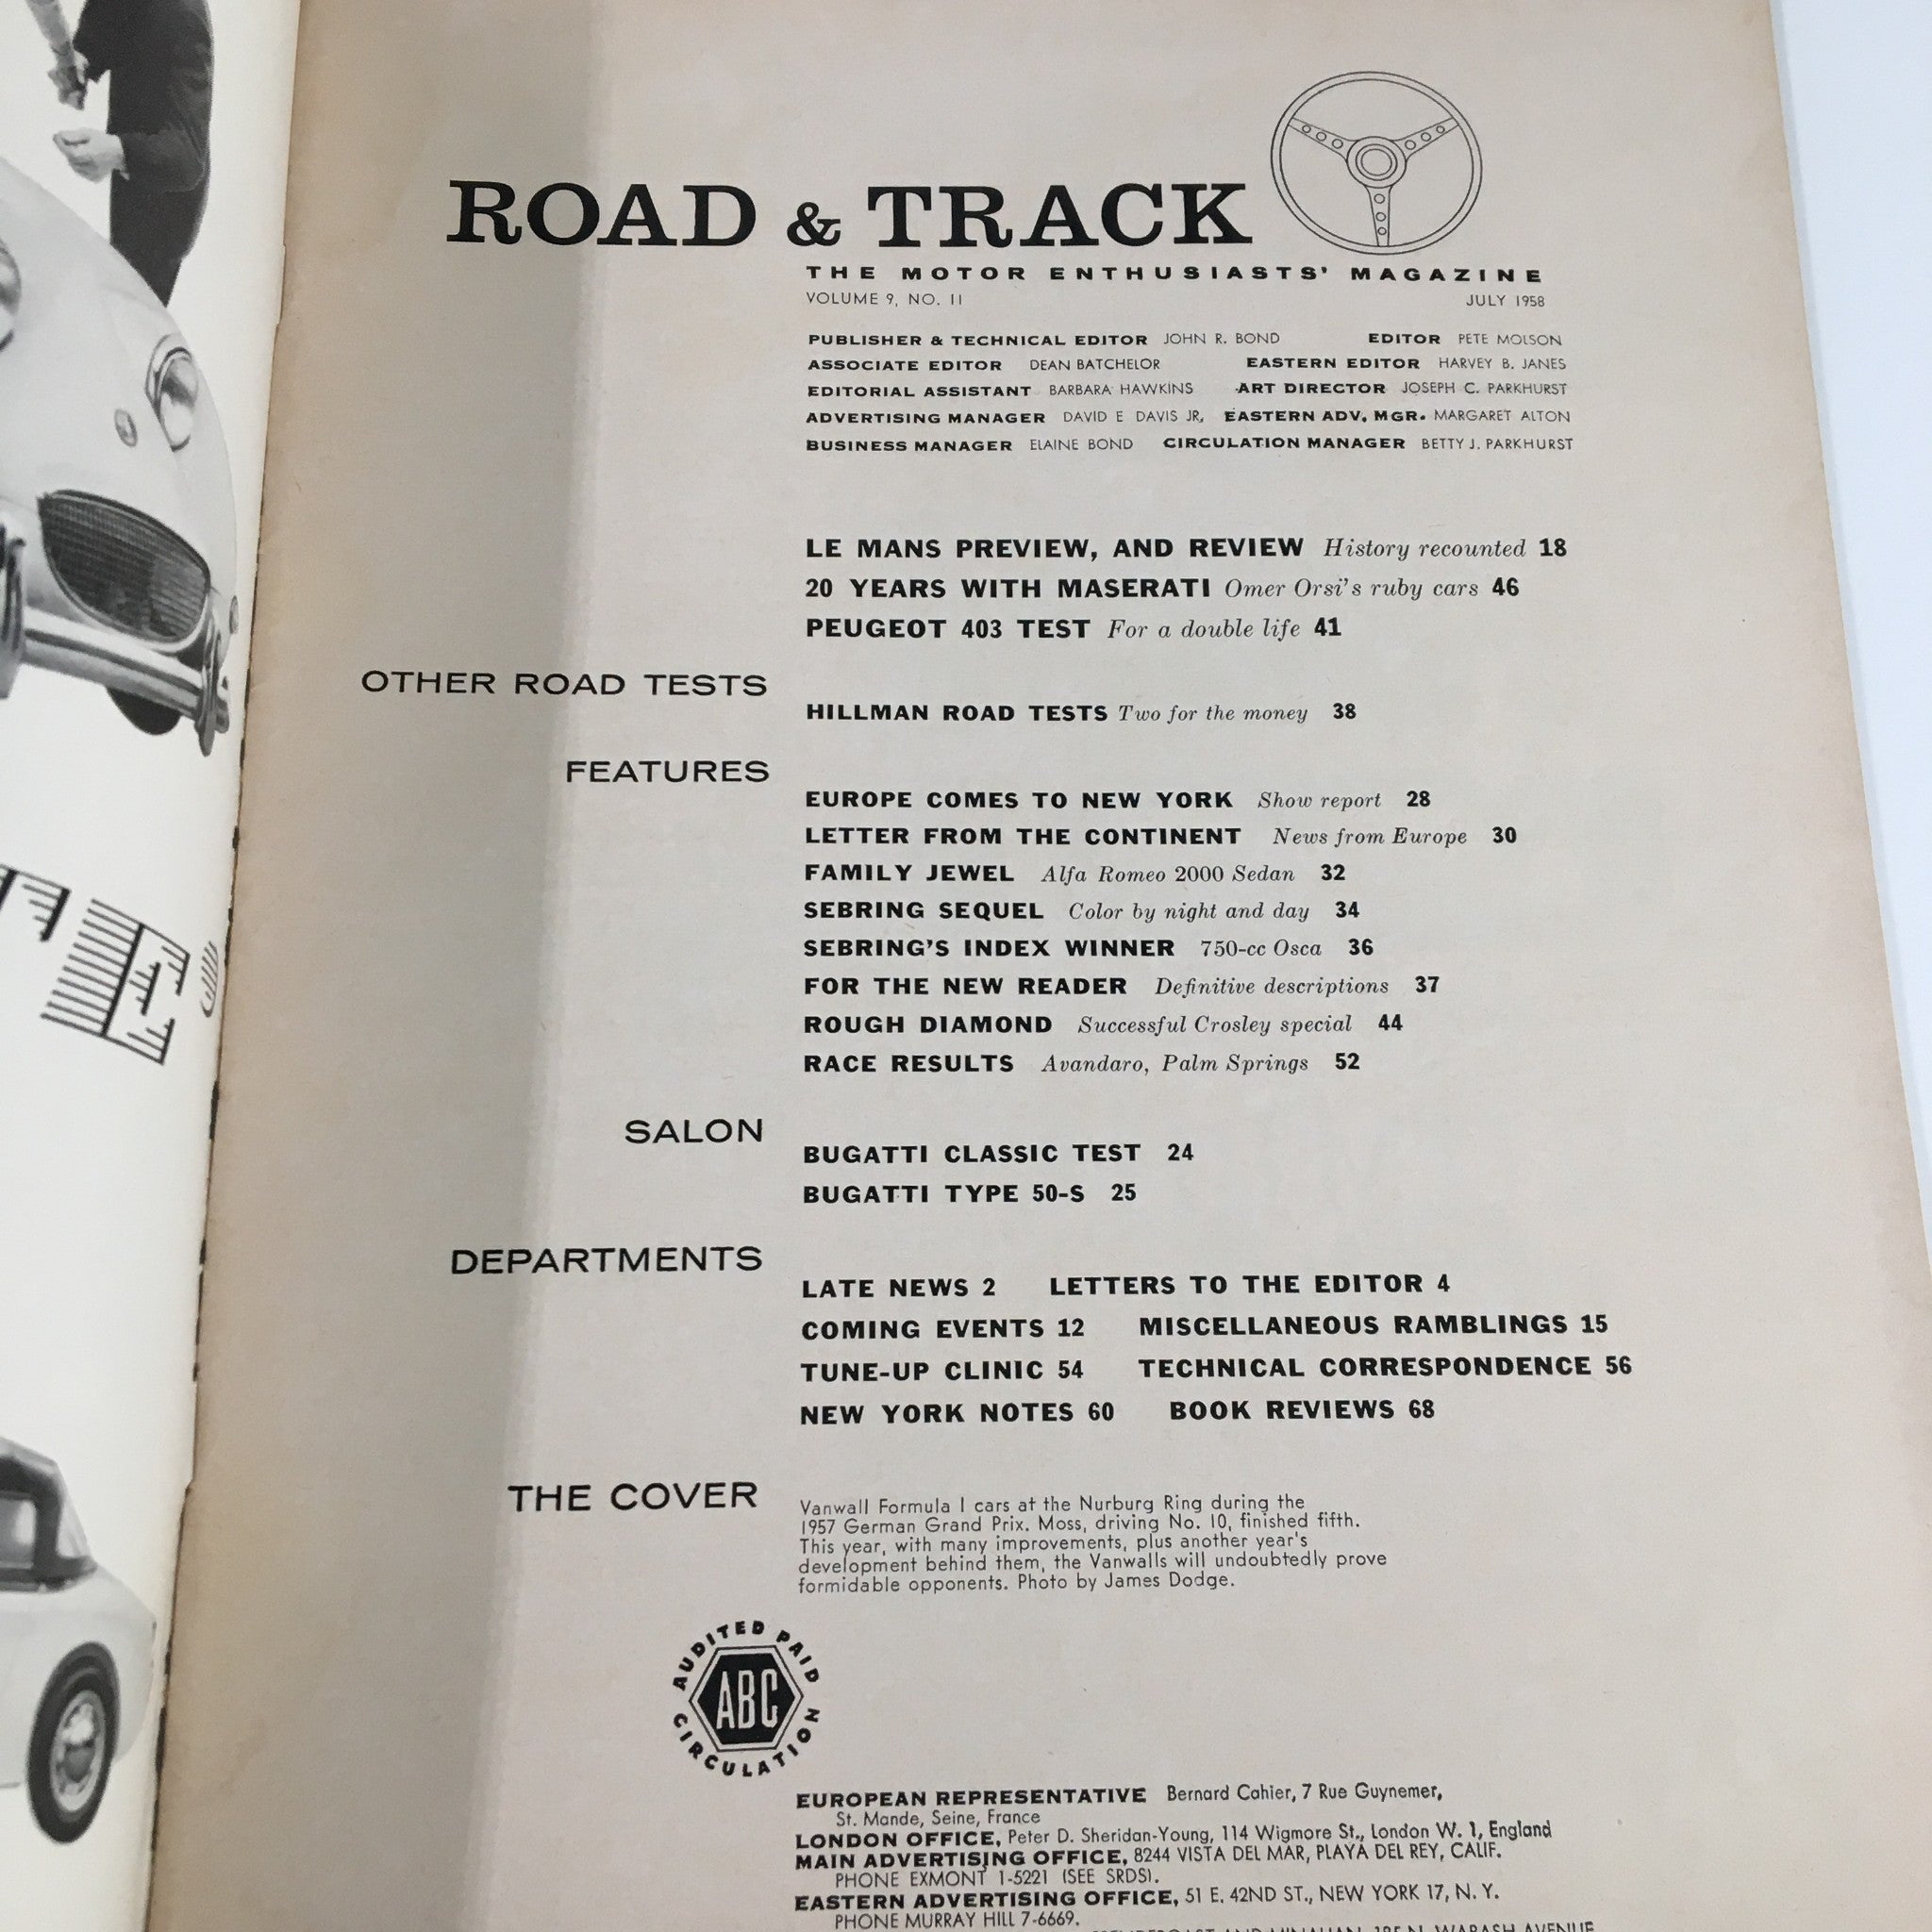 ROAD & TRACK
THE MOTOR ENTHUSIASTS' MAGAZINE
VOLUME 9, NO. 11 JULY 1958
PUBLISHER & TECHNICAL EDITOR JOHN R. BOND EDITOR PETE MOLSON
ASSOCIATE EDITOR DEAN BATCHELOR EASTERN EDITOR HARVEY B. JANES
EDITORIAL ASSISTANT BARBARA HAWKINS ART DIRECTOR JOSEPH C. PARKHURST
ADVERTISING MANAGER DAVID E DAVIS JR, EASTERN ADV, MGR. MARGARET ALTON
BUSINESS MANAGER ELAINE BOND CIRCULATION MANAGER BETTY J. PARKHURST
LE MANS PREVIEW, AND REVIEW History recounted 18
20 YEARS WITH MASERATI Omer Orsi's ruby cars 46
PEUGEOT 403 TEST For a double life 41
OTHER ROAD TESTS
HILLMAN ROAD TESTS Two for the money 38
FEATURES
EUROPE COMES TO NEW YORK Show report 28
LETTER FROM THE CONTINENT News from Europe 30
FAMILY JEWEL Alfa Romeo 2000 Sedan 32
SEBRING SEQUEL Color by night and day 34
SEBRING'S INDEX WINNER 750-cc Osca 36
FOR THE NEW READER Definitive descriptions 37
ROUGH DIAMOND Successful Crosley special 44
RACE RESULTS Avandaro, Palm Springs 52
SALON
BUGATTI CLASSIC TEST 24
BUGATTI TYPE 50-S 25
DEPARTMENTS
LATE NEWS 2 LETTERS TO THE EDITOR 4
COMING EVENTS 12 MISCELLANEOUS RAMBLINGS 15
TUNE-UP CLINIC 54 TECHNICAL CORRESPONDENCE 56
NEW YORK NOTES 60 BOOK REVIEWS 68
THE COVER
Vanwall Formula I cars at the Nurburg Ring during the
1957 German Grand Prix. Moss, driving No. 10, finished fifth.
This year, with many improvements, plus another year's
development behind them, the Vanwalls will undoubtedly prove
formidable opponents. Photo by James Dodge.
AUDITED PAID
ABC
CIRCULATION
EUROPEAN REPRESENTATIVE Bernard Cahier, 7 Rue Guynemer,
St. Mande, Seine, France
LONDON OFFICE, Peter D. Sheridan-Young, 114 Wigmore St., London W. 1, England
MAIN ADVERTISING OFFICE, 8244 VISTA DEL MAR, PLAYA DEL REY, CALIF.
PHONE EXMONT 1-5221 (SEE SRDS).
EASTERN ADVERTISING OFFICE, 51 E. 42ND ST., NEW YORK 17, N. Y.
PHONE MURRAY HILL 7-6669.